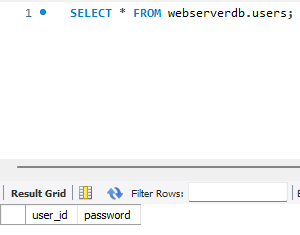 1 SELECT * FROM webserverdb.users;
Result Grid Filter Rows:
user_id password